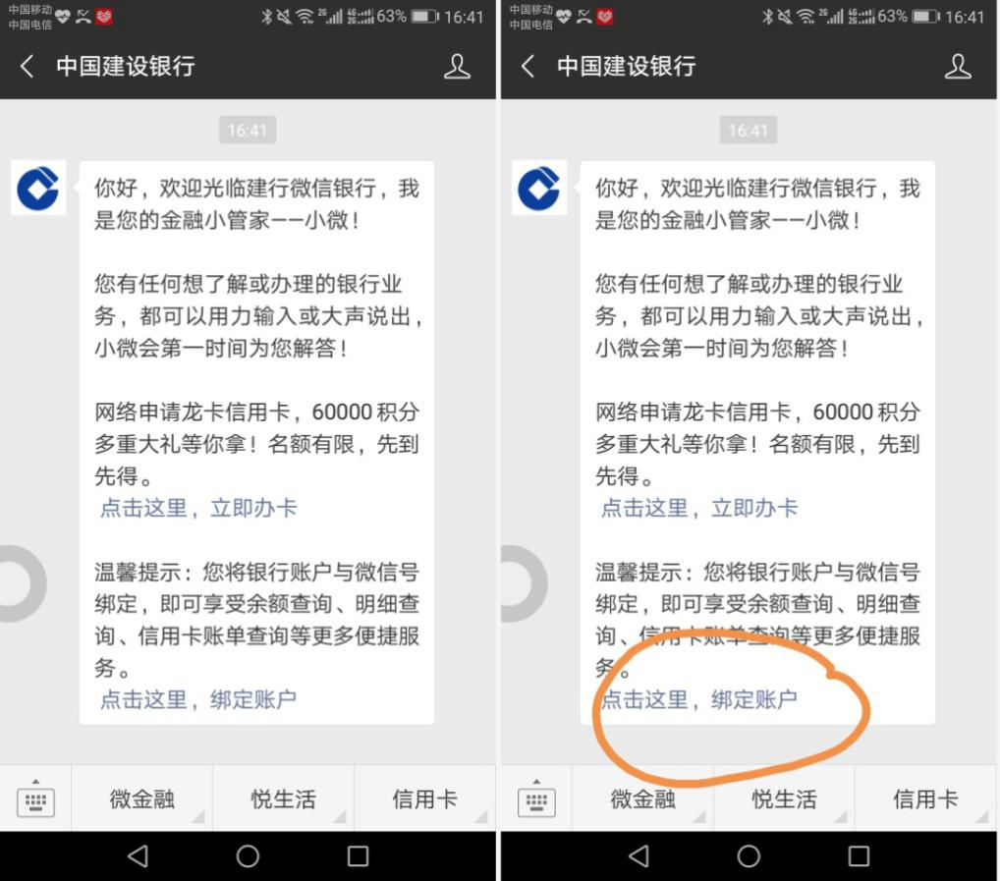 中国移动
中国电信
2G 4G 2G 63% 16:41
中国建设银行
16:41
你好，欢迎光临建行微信银行，我
是您的金融小管家——小微！
您有任何想了解或办理的银行业
务，都可以用力输入或大声说出，
小微会第一时间为您解答！
网络申请龙卡信用卡，60000 积分
多重大礼等你拿！名额有限，先到
先得。
点击这里，立即办卡
温馨提示：您将银行账户与微信号
绑定，即可享受余额查询、明细查
询、信用卡账单查询等更多便捷服
务。
点击这里，绑定账户
微金融 悦生活 信用卡
中国移动
中国电信
2G 4G 2G 63% 16:41
中国建设银行
16:41
你好，欢迎光临建行微信银行，我
是您的金融小管家——小微！
您有任何想了解或办理的银行业
务，都可以用力输入或大声说出，
小微会第一时间为您解答！
网络申请龙卡信用卡，60000 积分
多重大礼等你拿！名额有限，先到
先得。
点击这里，立即办卡
温馨提示：您将银行账户与微信号
绑定，即可享受余额查询、明细查
询、信用卡账单查询等更多便捷服
务。
点击这里，绑定账户
微金融 悦生活 信用卡